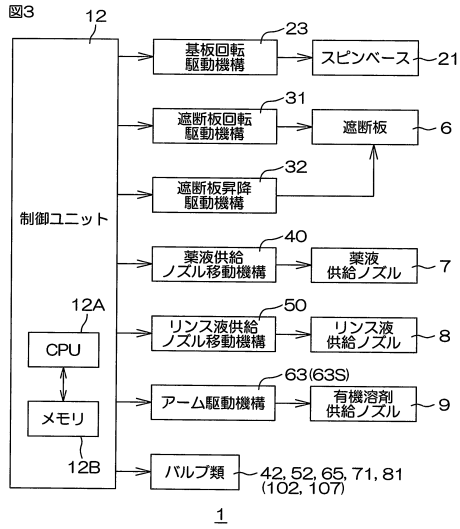 図3
12
制御ユニット
12A
CPU
メモリ
12B
23
基板回転
駆動機構
スピンベース
21
31
遮断板回転
駆動機構
遮断板
6
32
遮断板昇降
駆動機構
40
薬液供給
ノズル移動機構
薬液
供給ノズル
7
50
リンス液供給
ノズル移動機構
リンス液
供給ノズル
8
63(63S)
アーム駆動機構
有機溶剤
供給ノズル
9
バルブ類
42, 52, 65, 71, 81
(102, 107)
1